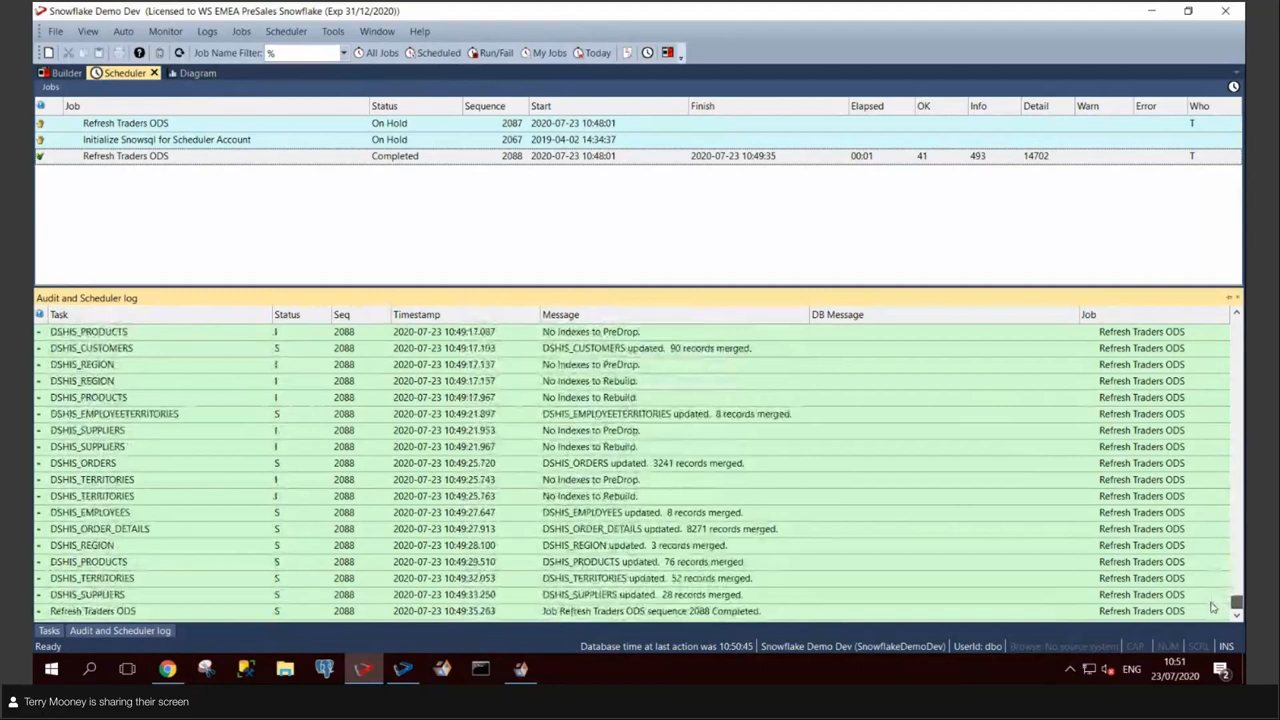 Snowflake Demo Dev (Licensed to WS EMEA PreSales Snowflake (Exp 31/12/2020))
File View Auto Monitor Logs Jobs Scheduler Tools Window Help
Job Name Filter: % All Jobs Scheduled Run/Fail My Jobs Today
Builder Scheduler Diagram
Jobs
Job Status Sequence Start Finish Elapsed OK Info Detail Warn Error Who
Refresh Traders ODS On Hold 2087 2020-07-23 10:48:01 T
Initialize Snowsql for Scheduler Account On Hold 2067 2019-04-02 14:34:37
Refresh Traders ODS Completed 2088 2020-07-23 10:48:01 2020-07-23 10:49:35 00:01 41 493 14702 T
Audit and Scheduler log
Task Status Seq Timestamp Message DB Message Job
DSHIS_PRODUCTS I 2088 2020-07-23 10:49:17.087 No Indexes to PreDrop. Refresh Traders ODS
DSHIS_CUSTOMERS S 2088 2020-07-23 10:49:17.103 DSHIS_CUSTOMERS updated. 90 records merged. Refresh Traders ODS
DSHIS_REGION I 2088 2020-07-23 10:49:17.137 No Indexes to PreDrop. Refresh Traders ODS
DSHIS_REGION I 2088 2020-07-23 10:49:17.157 No Indexes to Rebuild. Refresh Traders ODS
DSHIS_PRODUCTS I 2088 2020-07-23 10:49:17.967 No Indexes to Rebuild. Refresh Traders ODS
DSHIS_EMPLOYEETERRITORIES S 2088 2020-07-23 10:49:21.897 DSHIS_EMPLOYEETERRITORIES updated. 8 records merged. Refresh Traders ODS
DSHIS_SUPPLIERS I 2088 2020-07-23 10:49:21.953 No Indexes to PreDrop. Refresh Traders ODS
DSHIS_SUPPLIERS I 2088 2020-07-23 10:49:21.967 No Indexes to Rebuild. Refresh Traders ODS
DSHIS_ORDERS S 2088 2020-07-23 10:49:25.720 DSHIS_ORDERS updated. 3241 records merged. Refresh Traders ODS
DSHIS_TERRITORIES I 2088 2020-07-23 10:49:25.743 No Indexes to PreDrop. Refresh Traders ODS
DSHIS_TERRITORIES I 2088 2020-07-23 10:49:25.763 No Indexes to Rebuild. Refresh Traders ODS
DSHIS_EMPLOYEES S 2088 2020-07-23 10:49:27.647 DSHIS_EMPLOYEES updated. 8 records merged. Refresh Traders ODS
DSHIS_ORDER_DETAILS S 2088 2020-07-23 10:49:27.913 DSHIS_ORDER_DETAILS updated. 8271 records merged. Refresh Traders ODS
DSHIS_REGION S 2088 2020-07-23 10:49:28.100 DSHIS_REGION updated. 3 records merged. Refresh Traders ODS
DSHIS_PRODUCTS S 2088 2020-07-23 10:49:29.510 DSHIS_PRODUCTS updated. 76 records merged. Refresh Traders ODS
DSHIS_TERRITORIES S 2088 2020-07-23 10:49:32.053 DSHIS_TERRITORIES updated. 52 records merged. Refresh Traders ODS
DSHIS_SUPPLIERS S 2088 2020-07-23 10:49:33.250 DSHIS_SUPPLIERS updated. 28 records merged. Refresh Traders ODS
Refresh Traders ODS S 2088 2020-07-23 10:49:35.263 Job Refresh Traders ODS sequence 2088 Completed. Refresh Traders ODS
Tasks Audit and Scheduler log
Ready Database time at last action was 10:50:45 Snowflake Demo Dev (SnowflakeDemoDev) UserId: dbo Browse: No source system CAP NUM SCRL INS
ENG 10:51
23/07/2020 2
Terry Mooney is sharing their screen